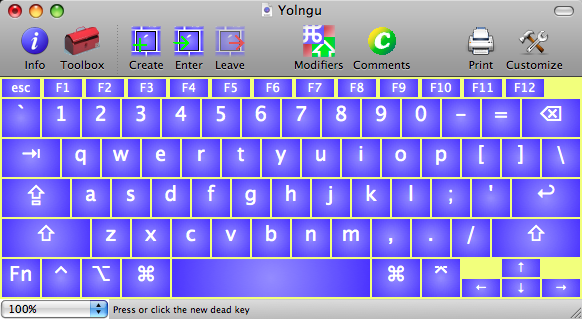 Yolngu
Info Toolbox Create Enter Leave Modifiers Comments Print Customize
esc F1 F2 F3 F4 F5 F6 F7 F8 F9 F10 F11 F12
` 1 2 3 4 5 6 7 8 9 0 - = ⌫
⇥ q w e r t y u i o p [ ] \
⇪ a s d f g h j k l ; ' ↩
⇧ z x c v b n m , . / ⇧
Fn ^ ⌥ ⌘ ⌘ ⌤ ↑
← ↓ →
100% Press or click the new dead key